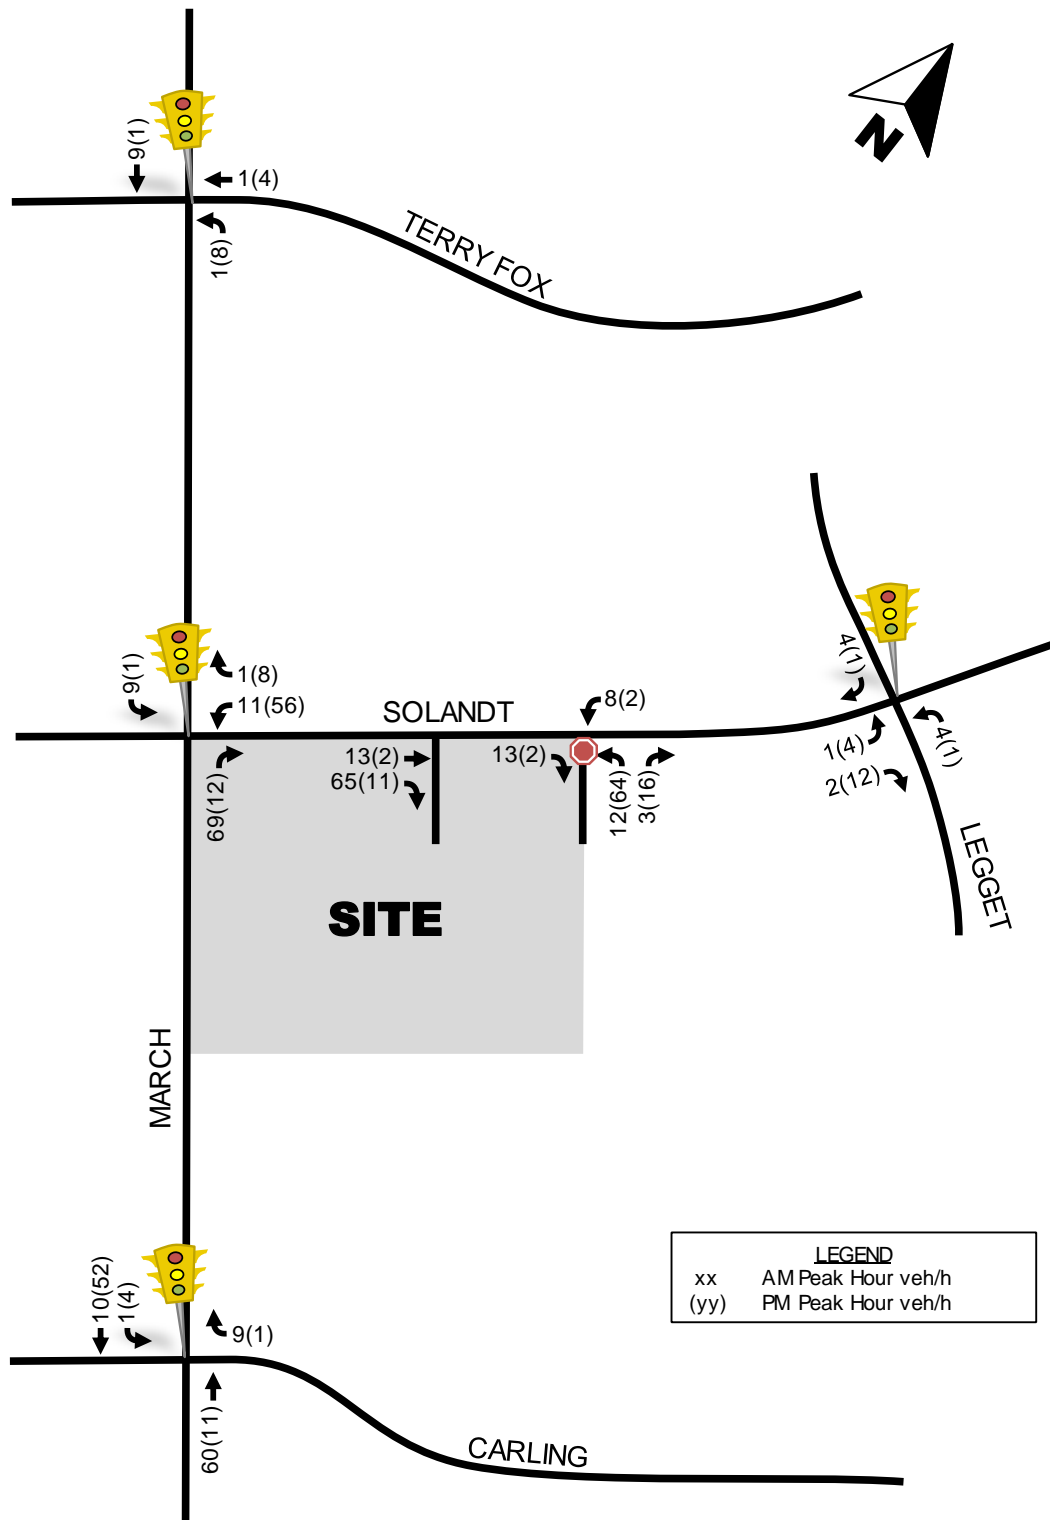 N
9(1)
1(4)
1(8)
TERRY FOX
9(1)
1(8)
11(56)
SOLANDT
8(2)
4(1)
69(12)
13(2)
65(11)
13(2)
12(64)
3(16)
1(4)
2(12)
4(1)
LEGGET
SITE
MARCH
LEGEND
xx AM Peak Hour veh/h
(yy) PM Peak Hour veh/h
10(52)
1(4)
9(1)
60(11)
CARLING